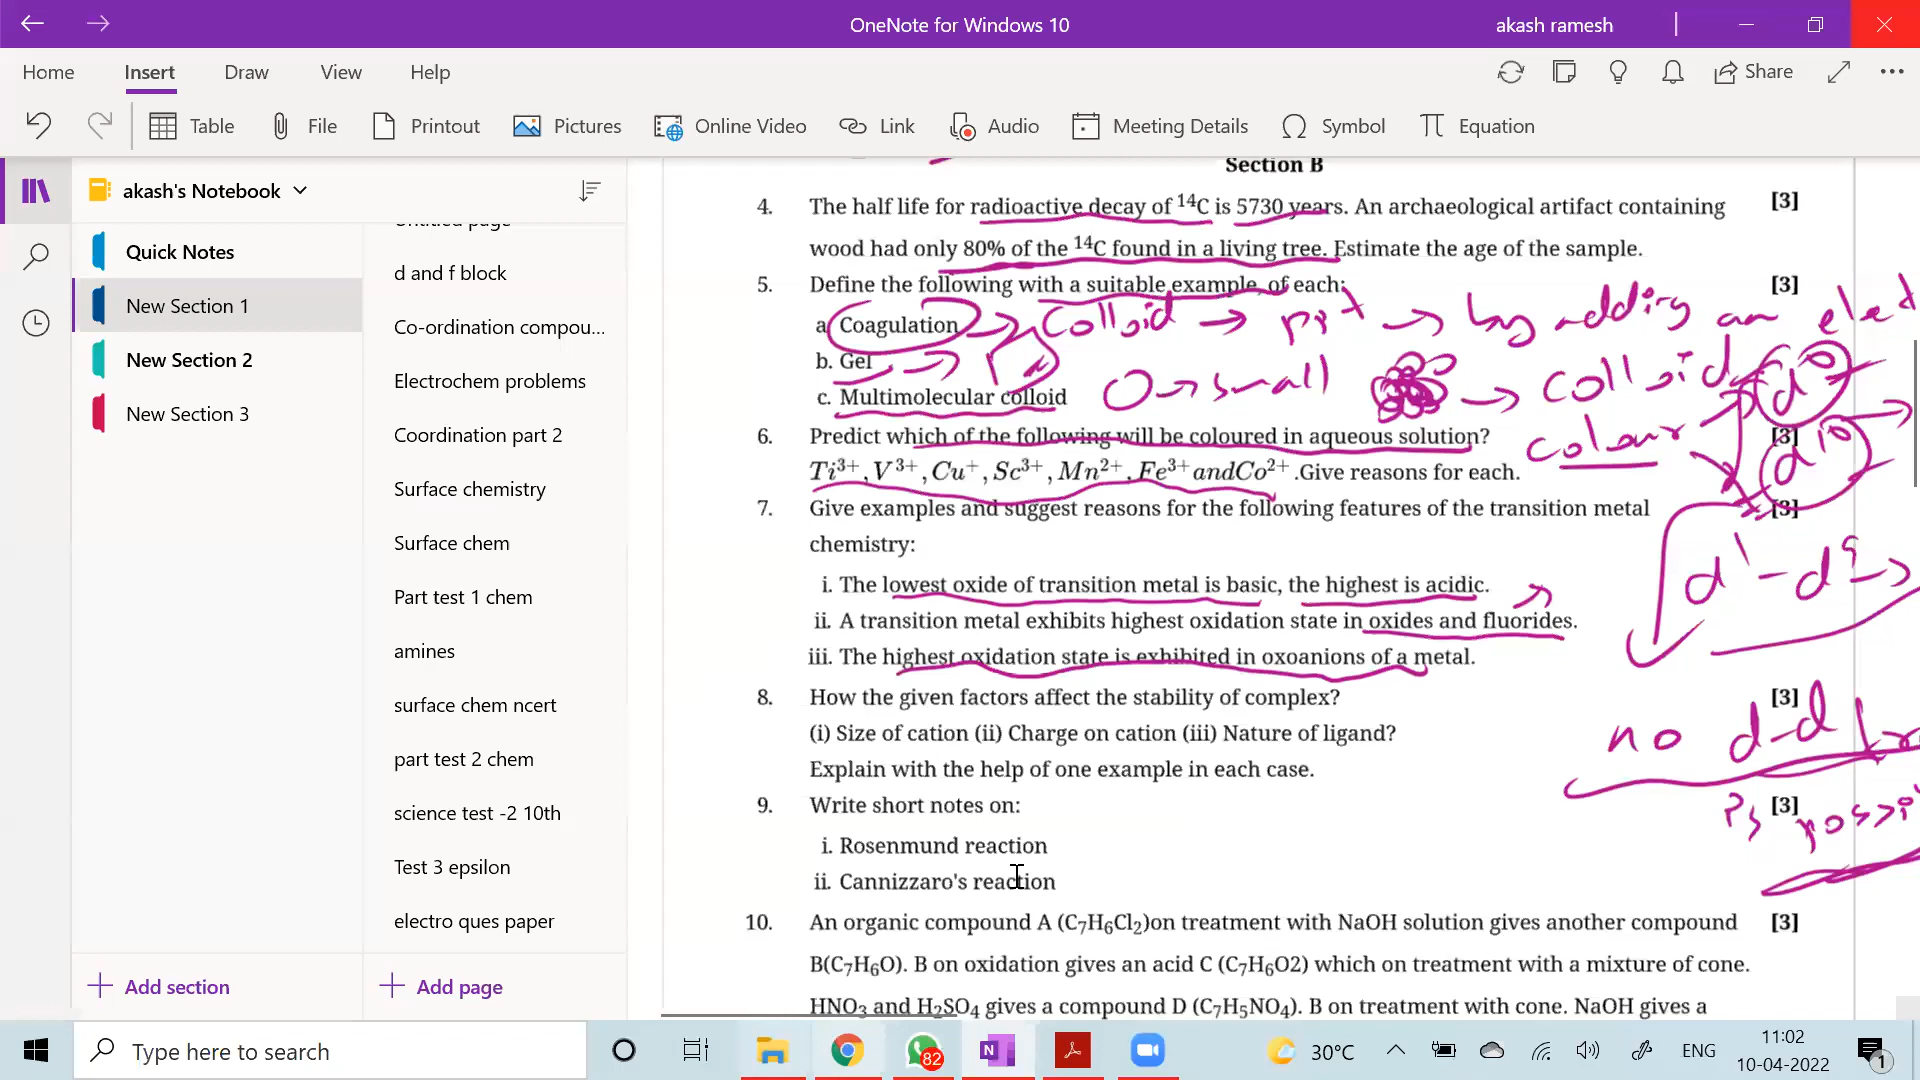 OneNote for Windows 10
akash ramesh
Home Insert Draw View Help
Share
Table File Printout Pictures Online Video Link Audio Meeting Details Symbol Equation
akash's Notebook
Quick Notes
New Section 1
New Section 2
New Section 3
Add section
Untitled page
d and f block
Co-ordination compou...
Electrochem problems
Coordination part 2
Surface chemistry
Surface chem
Part test 1 chem
amines
surface chem ncert
part test 2 chem
science test -2 10th
Test 3 epsilon
electro ques paper
Add page
Section B
4. The half life for radioactive decay of ¹⁴C is 5730 years. An archaeological artifact containing [3]
wood had only 80% of the ¹⁴C found in a living tree. Estimate the age of the sample.
5. Define the following with a suitable example, of each: [3]
a. Coagulation
colloid → ppt → by adding an elect
b. Gel
c. Multimolecular colloid
small → colloid
d⁰
6. Predict which of the following will be coloured in aqueous solution? [3]
colour
d¹⁰
Ti³⁺, V³⁺, Cu⁺, Sc³⁺, Mn²⁺, Fe³⁺ andCo²⁺ .Give reasons for each.
7. Give examples and suggest reasons for the following features of the transition metal [3]
chemistry:
d¹ – d⁹
i. The lowest oxide of transition metal is basic, the highest is acidic.
ii. A transition metal exhibits highest oxidation state in oxides and fluorides.
iii. The highest oxidation state is exhibited in oxoanions of a metal.
8. How the given factors affect the stability of complex? [3]
(i) Size of cation (ii) Charge on cation (iii) Nature of ligand?
no d-d tr
Explain with the help of one example in each case.
9. Write short notes on: [3]
is possi
i. Rosenmund reaction
ii. Cannizzaro's reaction
10. An organic compound A (C₇H₆Cl₂)on treatment with NaOH solution gives another compound [3]
B(C₇H₆O). B on oxidation gives an acid C (C₇H₆O2) which on treatment with a mixture of conc.
HNO₃ and H₂SO₄ gives a compound D (C₇H₅NO₄). B on treatment with conc. NaOH gives a
Type here to search
82
30°C
ENG
11:02
10-04-2022
1